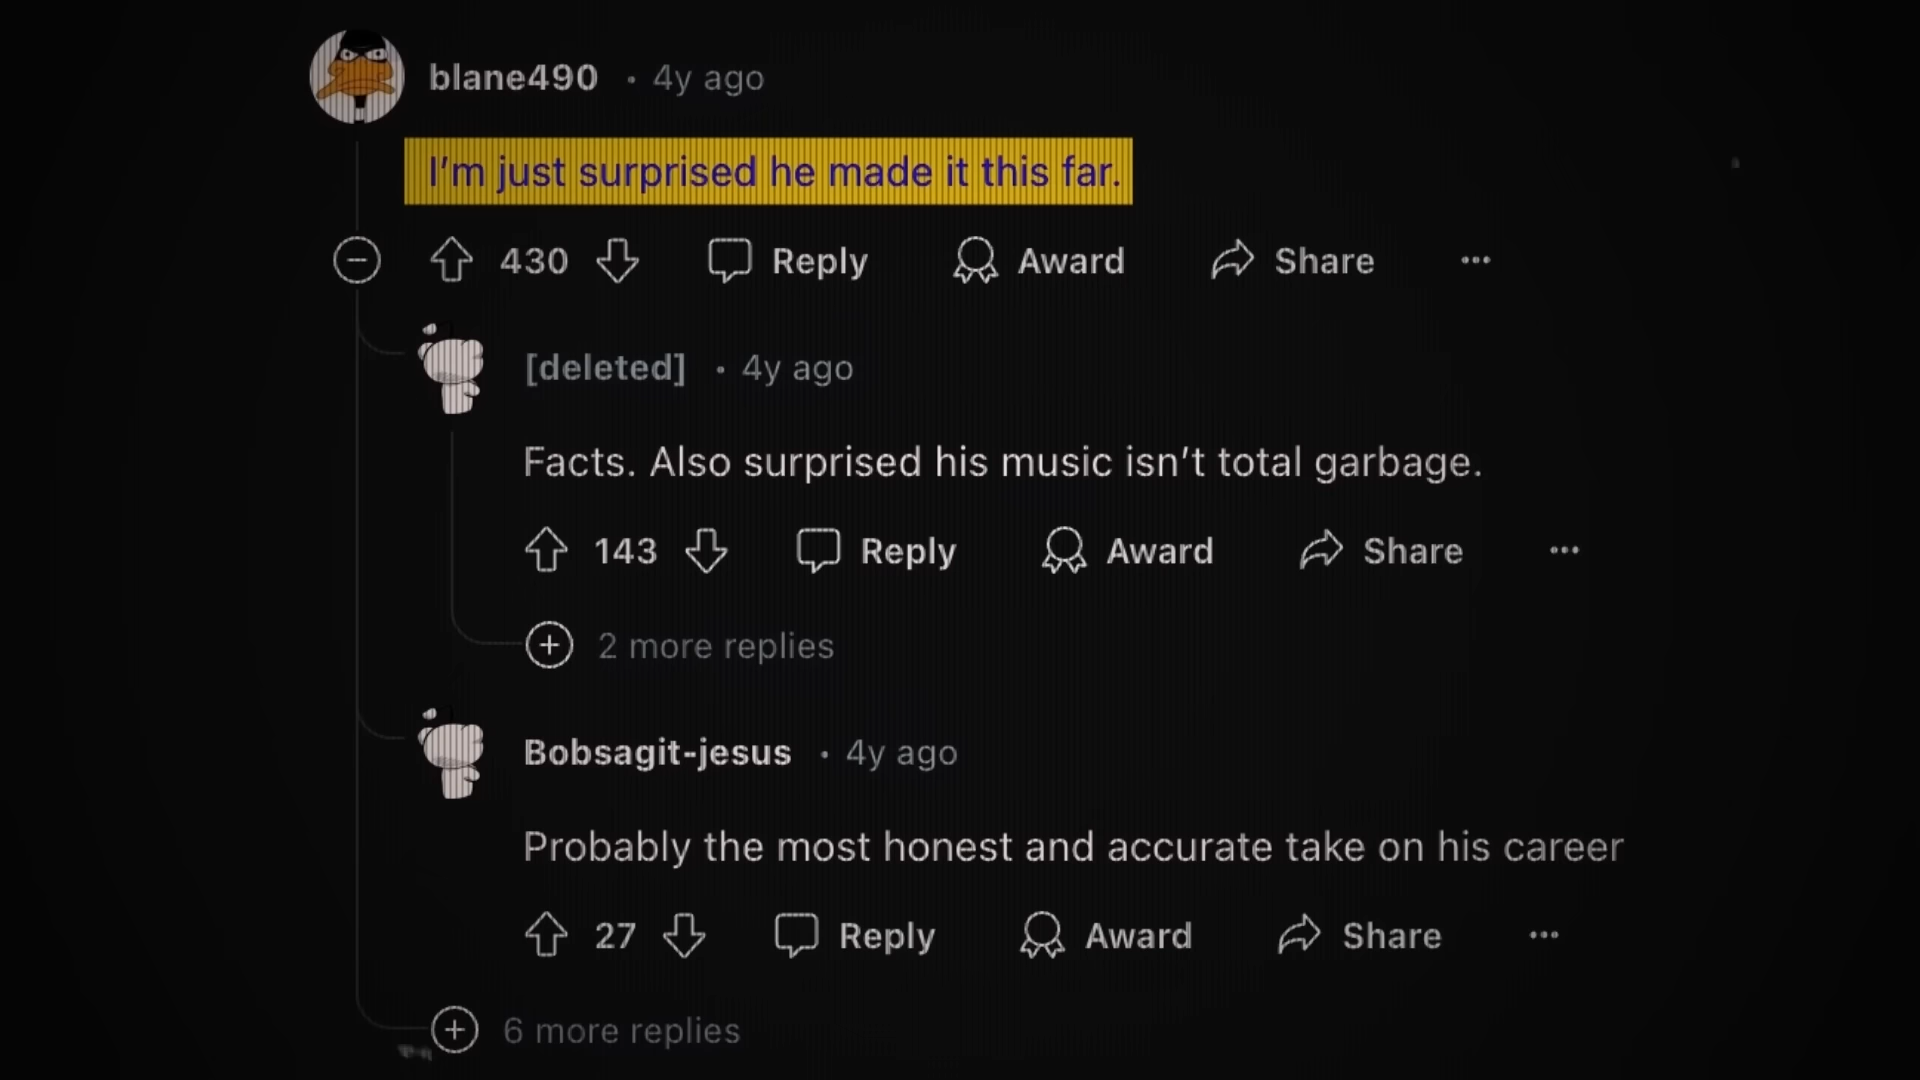 blane490 • 4y ago
I’m just surprised he made it this far.
430 Reply Award Share ...
[deleted] • 4y ago
Facts. Also surprised his music isn’t total garbage.
143 Reply Award Share ...
2 more replies
Bobsagit-jesus • 4y ago
Probably the most honest and accurate take on his career
27 Reply Award Share ...
6 more replies